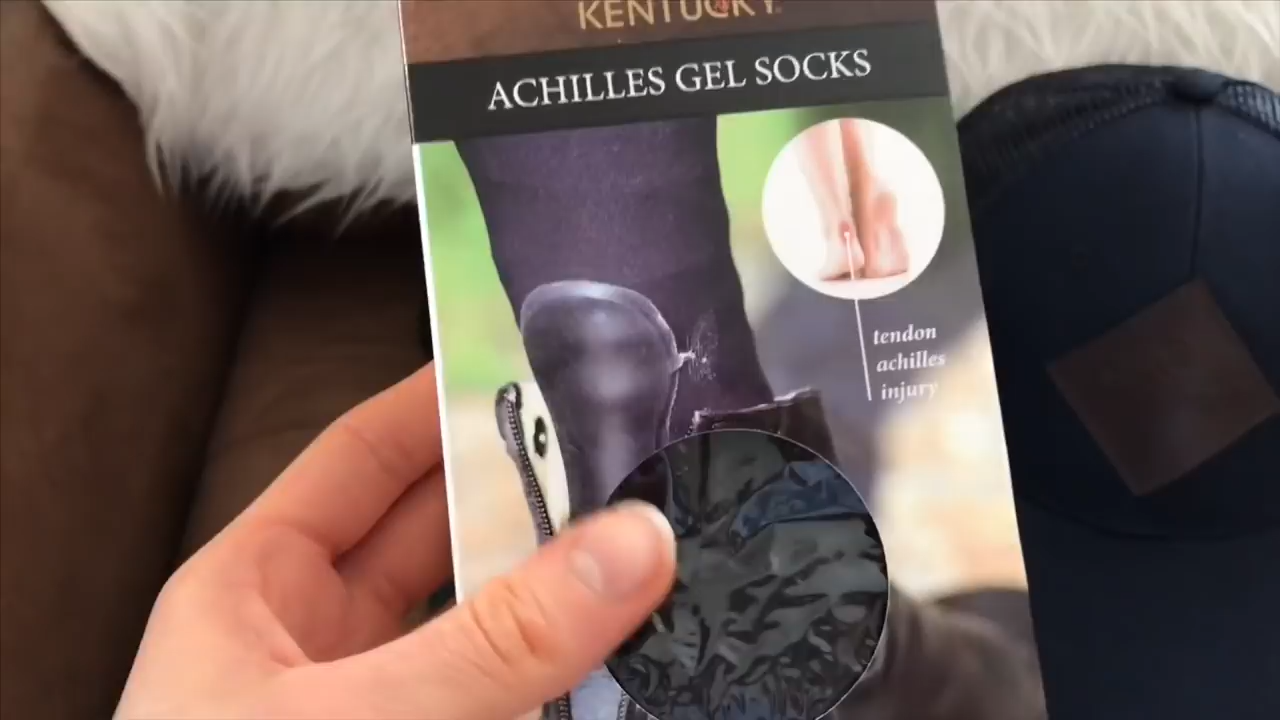 KENTUCKY
ACHILLES GEL SOCKS
tendon
achilles
injury